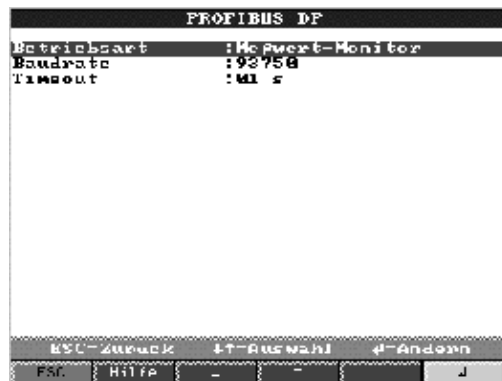 PROFIBUS DP
Betriebsart :Meßwert-Monitor
Baudrate :93750
Timeout :01 s
ESC-Zurück ↓↑-Auswahl ↵-Ändern
ESC Hilfe ↵